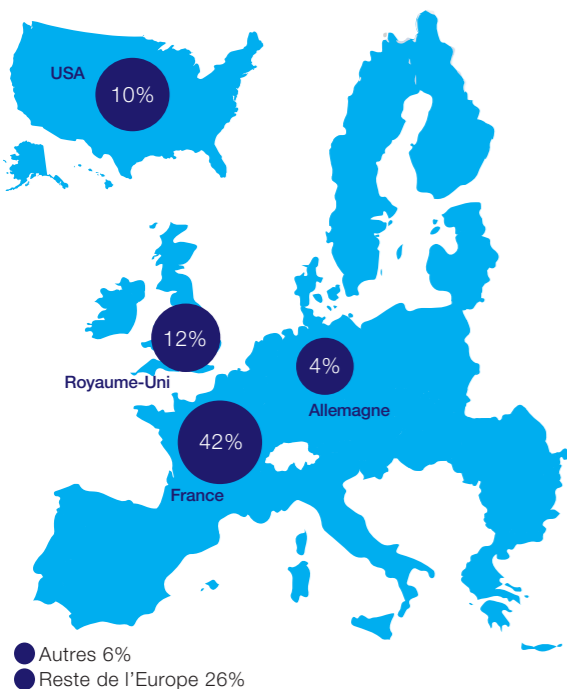 USA
10%
12%
Royaume-Uni
4%
Allemagne
42%
France
Autres 6%
Reste de l'Europe 26%